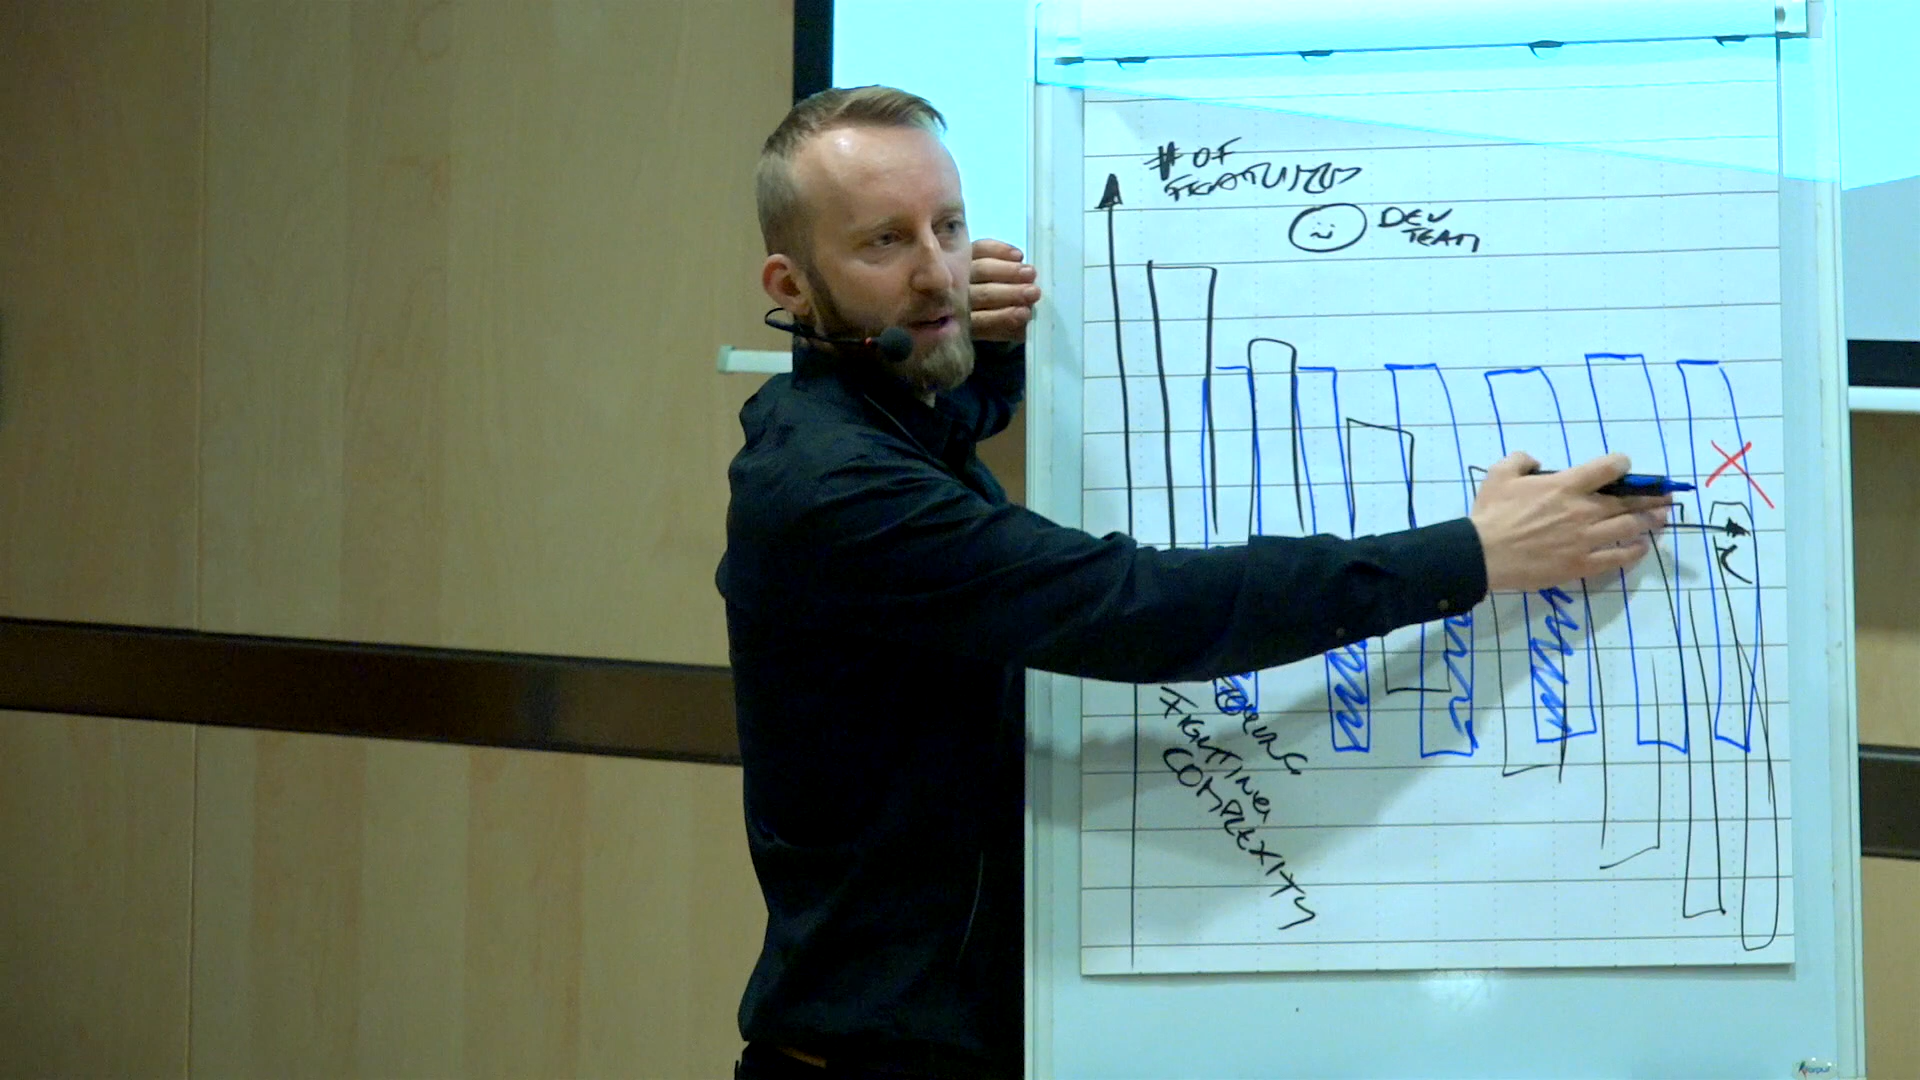 # OF
FEATURES
DEV
TEAM
FIGHTING
COMPLEXITY